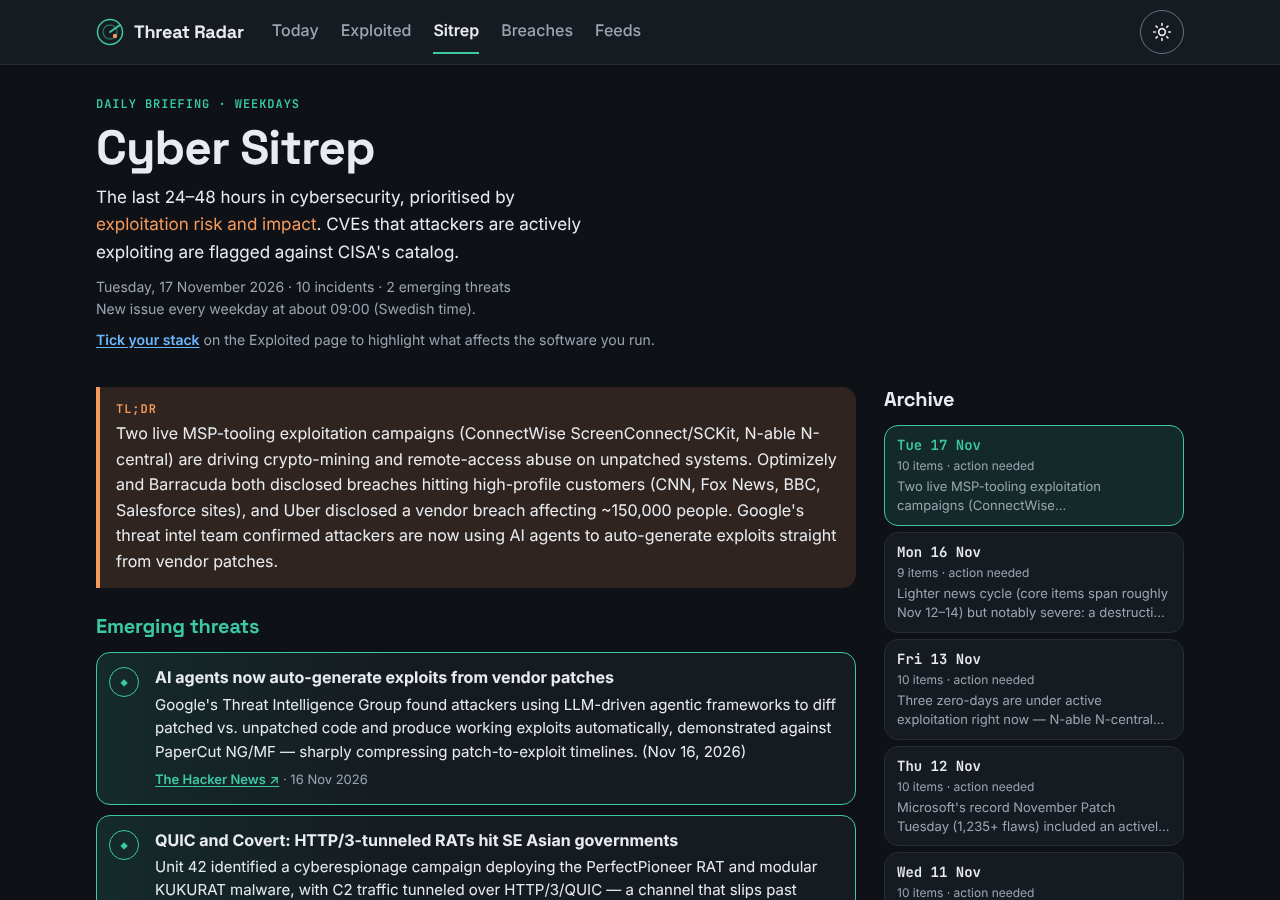 Threat Radar
Today
Exploited
Sitrep
Breaches
Feeds
DAILY BRIEFING · WEEKDAYS
Cyber Sitrep
The last 24–48 hours in cybersecurity, prioritised by
exploitation risk and impact. CVEs that attackers are actively
exploiting are flagged against CISA's catalog.
Tuesday, 17 November 2026 · 10 incidents · 2 emerging threats
New issue every weekday at about 09:00 (Swedish time).
Tick your stack on the Exploited page to highlight what affects the software you run.
TL;DR
Two live MSP-tooling exploitation campaigns (ConnectWise ScreenConnect/SCKit, N-able N-
central) are driving crypto-mining and remote-access abuse on unpatched systems. Optimizely
and Barracuda both disclosed breaches hitting high-profile customers (CNN, Fox News, BBC,
Salesforce sites), and Uber disclosed a vendor breach affecting ~150,000 people. Google's
threat intel team confirmed attackers are now using AI agents to auto-generate exploits straight
from vendor patches.
Emerging threats
AI agents now auto-generate exploits from vendor patches
Google's Threat Intelligence Group found attackers using LLM-driven agentic frameworks to diff
patched vs. unpatched code and produce working exploits automatically, demonstrated against
PaperCut NG/MF — sharply compressing patch-to-exploit timelines. (Nov 16, 2026)
The Hacker News ↗ · 16 Nov 2026
QUIC and Covert: HTTP/3-tunneled RATs hit SE Asian governments
Unit 42 identified a cyberespionage campaign deploying the PerfectPioneer RAT and modular
KUKURAT malware, with C2 traffic tunneled over HTTP/3/QUIC — a channel that slips past
Archive
Tue 17 Nov
10 items · action needed
Two live MSP-tooling exploitation
campaigns (ConnectWise…
Mon 16 Nov
9 items · action needed
Lighter news cycle (core items span roughly
Nov 12–14) but notably severe: a destructi…
Fri 13 Nov
10 items · action needed
Three zero-days are under active
exploitation right now — N-able N-central…
Thu 12 Nov
10 items · action needed
Microsoft's record November Patch
Tuesday (1,235+ flaws) included an activel…
Wed 11 Nov
10 items · action needed